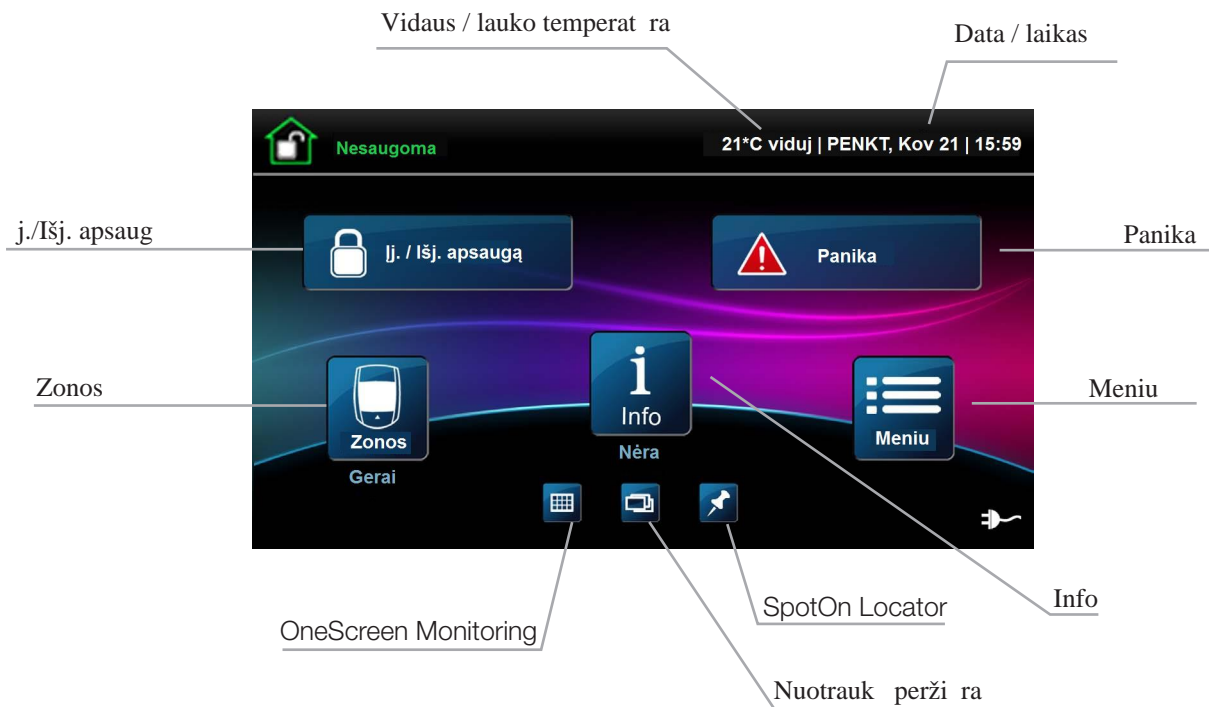 Vidaus / lauko temperat ra
Data / laikas
Nesaugoma
21*C viduj | PENKT, Kov 21 | 15:59
j./Išj. apsaug
Įj. / Išj. apsaugą
Panika
Panika
Zonos
Info
Meniu
Zonos
Meniu
Nėra
Gerai
Info
SpotOn Locator
OneScreen Monitoring
Nuotrauk perži ra